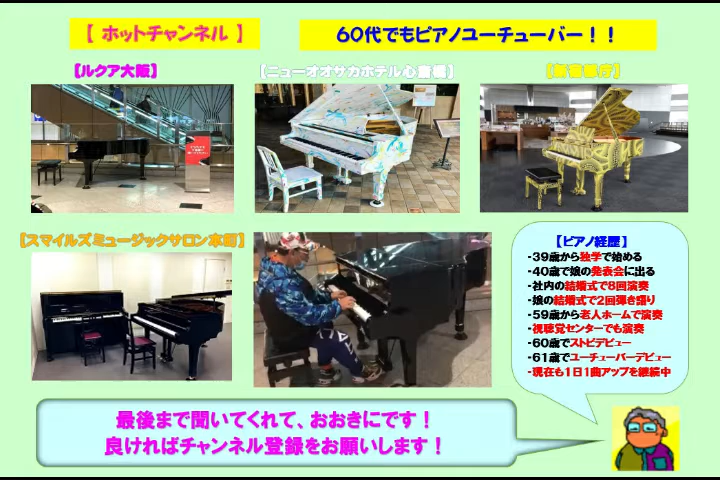 【 ホットチャンネル 】
60代でもピアノユーチューバー！！
【ルクア大阪】
【ニューオオサカホテル心斎橋】
【新宿都庁】
【スマイルズミュージックサロン本町】
【ピアノ経歴】
・39歳から独学で始める
・40歳で娘の発表会に出る
・社内の結婚式で8回演奏
・娘の結婚式で2回弾き語り
・59歳から老人ホームで演奏
・視聴覚センターでも演奏
・60歳でストピデビュー
・61歳でユーチューバーデビュー
・現在も1日1曲アップを継続中
最後まで聞いてくれて、おおきにです！
良ければチャンネル登録をお願いします！